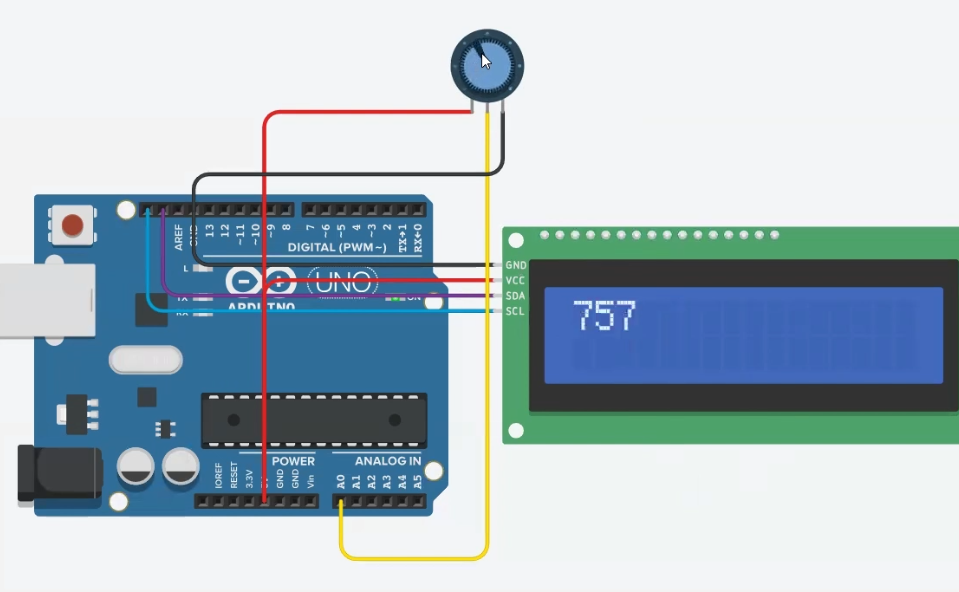 AREF
GND
13
12
~11
~10
~9
8
7
~6
~5
4
~3
2
TX→1
RX←0
DIGITAL (PWM~)
L
TX
RX
UNO
ARDUINO
ON
GND
VCC
SDA
SCL
757
POWER
ANALOG IN
IOREF
RESET
3.3V
GND
GND
Vin
A0
A1
A2
A3
A4
A5